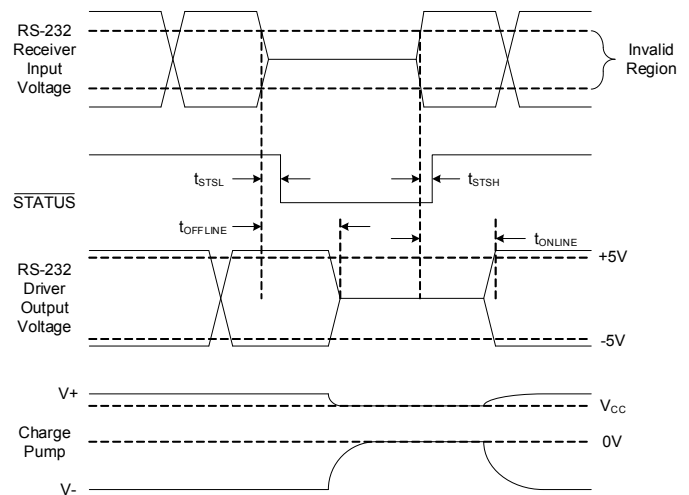 RS-232
Receiver
Input
Voltage
Invalid
Region
tSTSL
tSTSH
STATUS
tOFFLINE
tONLINE
+5V
RS-232
Driver
Output
Voltage
-5V
V+
VCC
Charge
Pump
0V
V-